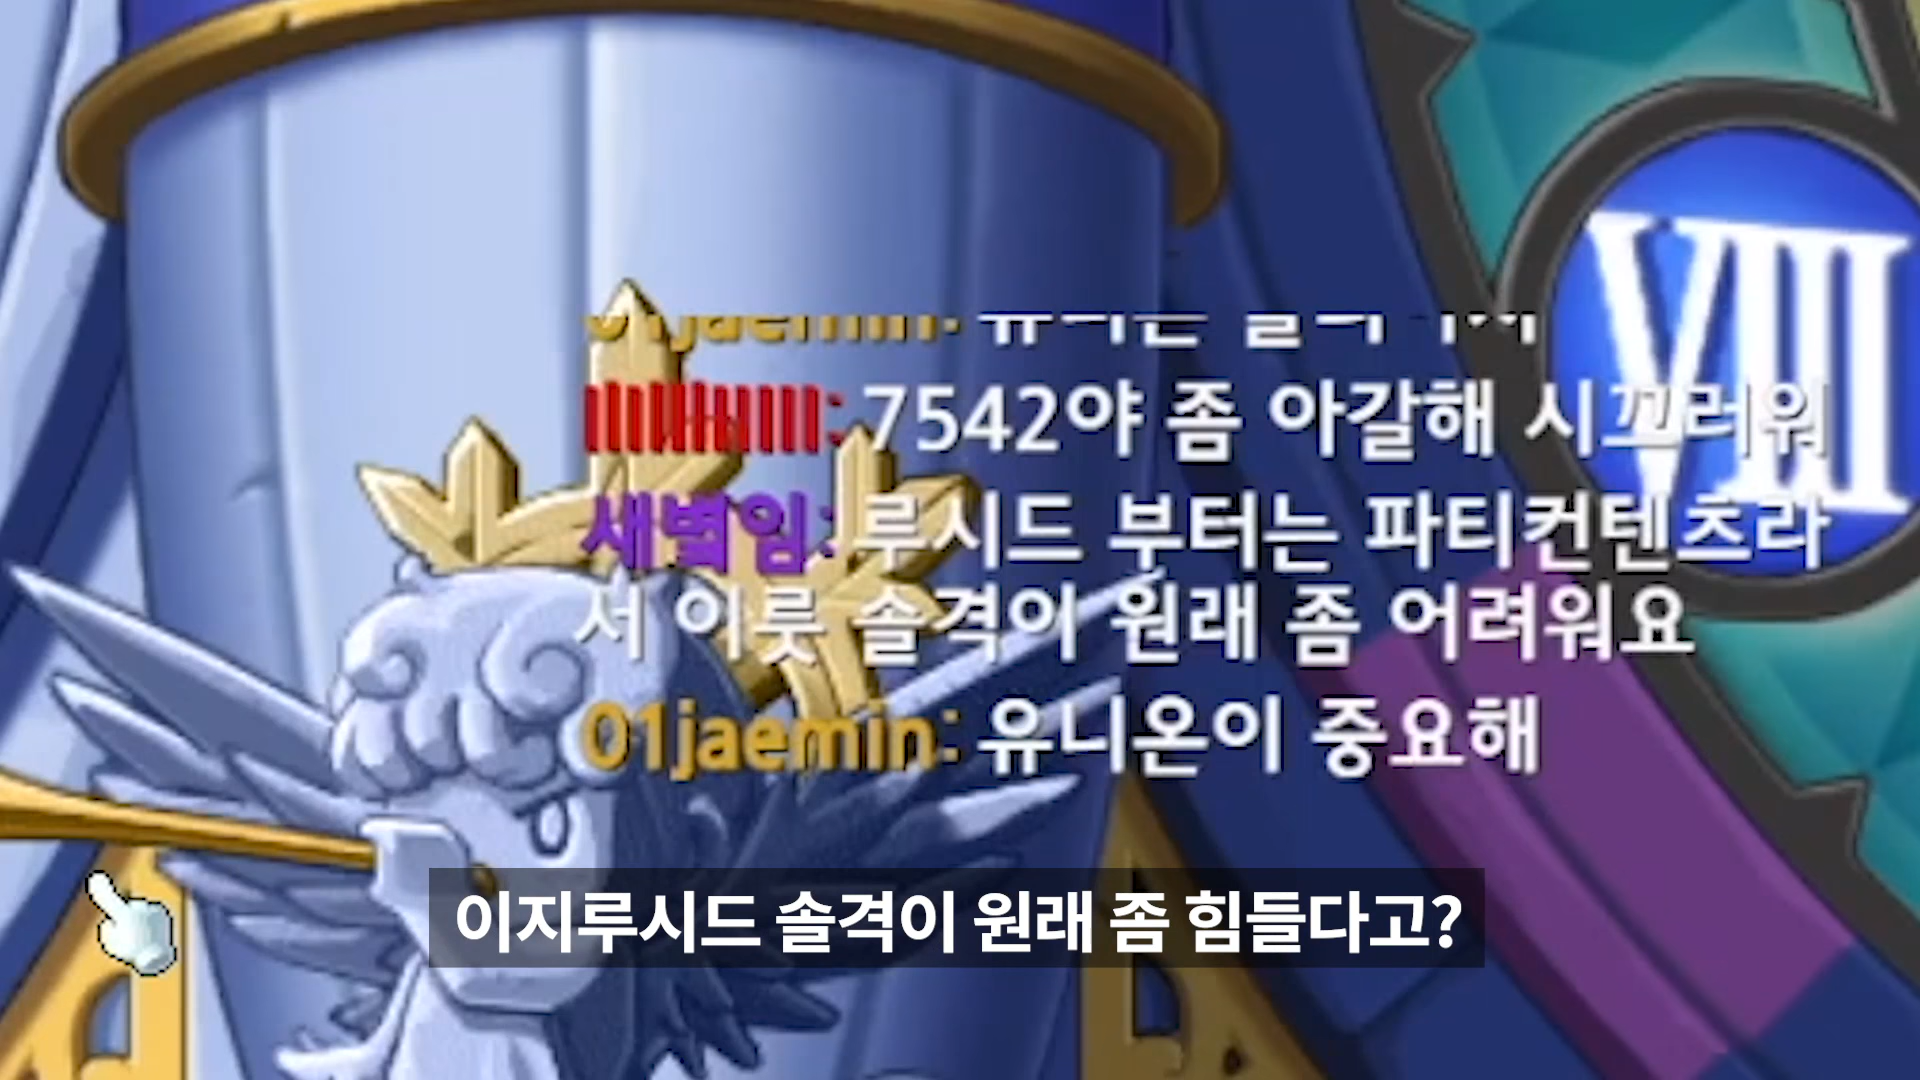 01jaemin:
lllllllllllllll: 7542야 좀 아갈해 시끄러워
새벽임: 루시드 부터는 파티컨텐츠라
서 이룻 솔격이 원래 좀 어려워요
01jaemin: 유니온이 중요해
이지루시드 솔격이 원래 좀 힘들다고?
VIII